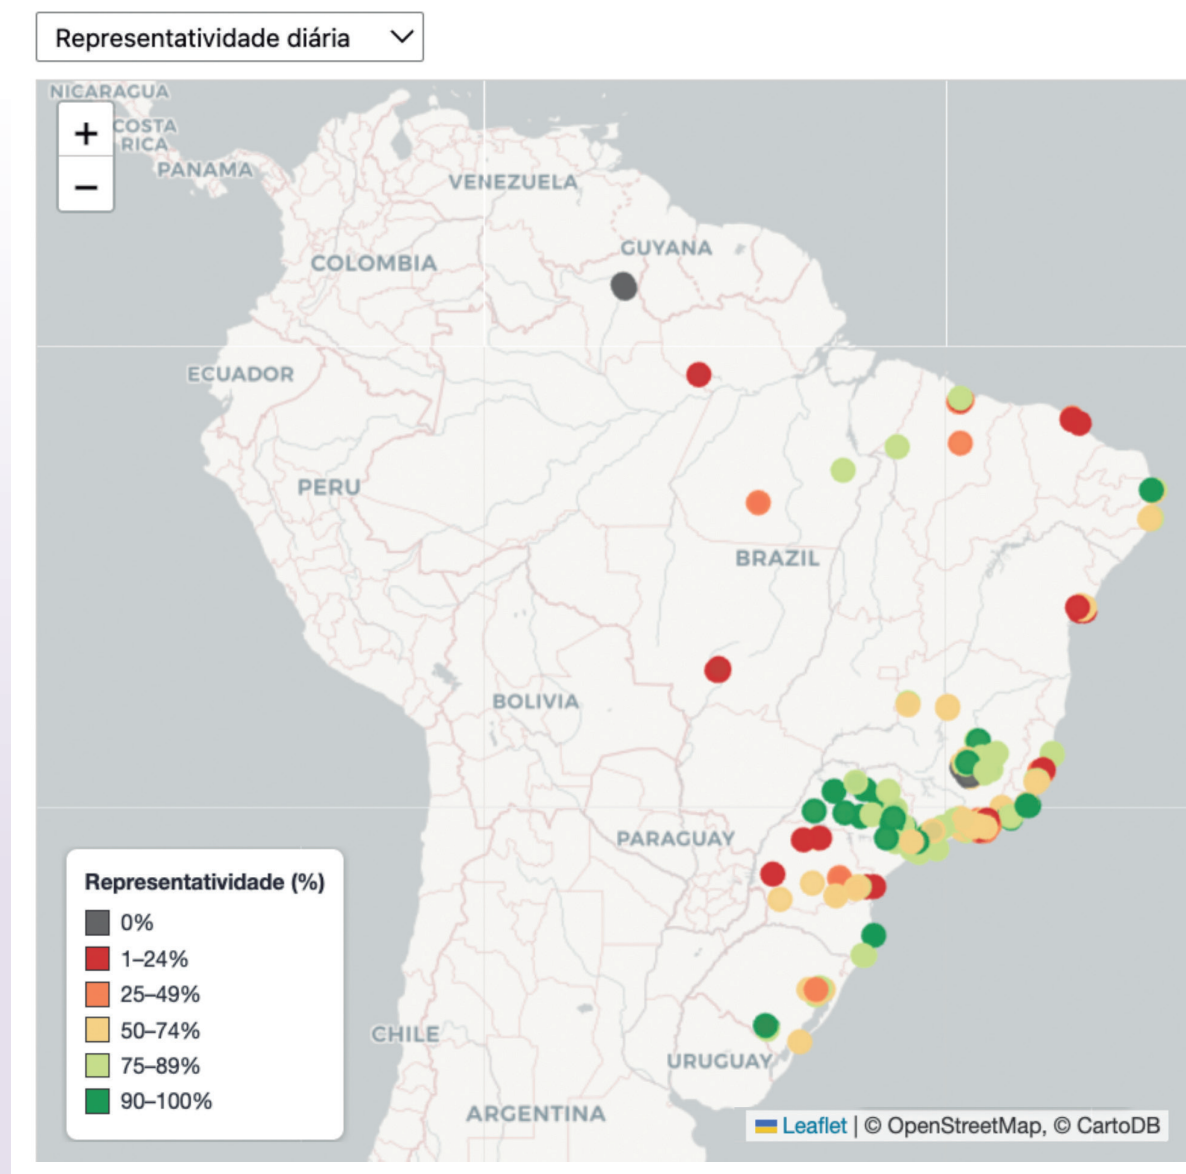 Representatividade diária
NICARAGUA
+
COSTA
RICA
PANAMA
−
VENEZUELA
GUYANA
COLOMBIA
ECUADOR
PERU
BRAZIL
BOLIVIA
PARAGUAY
Representatividade (%)
0%
1–24%
25–49%
50–74%
75–89%
90–100%
CHILE
URUGUAY
ARGENTINA
Leaflet | © OpenStreetMap, © CartoDB